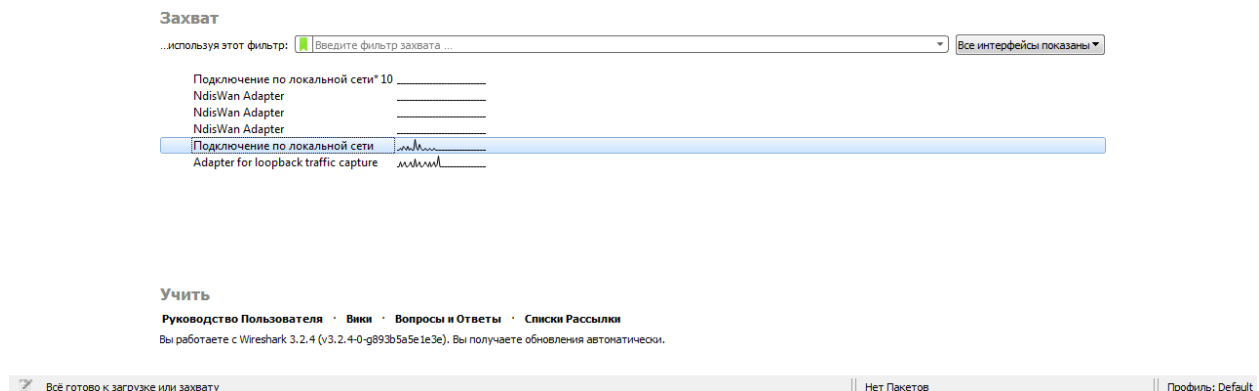 Захват
...используя этот фильтр: Введите фильтр захвата ... Все интерфейсы показаны
Подключение по локальной сети* 10
NdisWan Adapter
NdisWan Adapter
NdisWan Adapter
Подключение по локальной сети
Adapter for loopback traffic capture
Учить
Руководство Пользователя · Вики · Вопросы и Ответы · Списки Рассылки
Вы работаете с Wireshark 3.2.4 (v3.2.4-0-g893b5a5e1e3e). Вы получаете обновления автоматически.
Всё готово к загрузке или захвату Нет Пакетов Профиль: Default